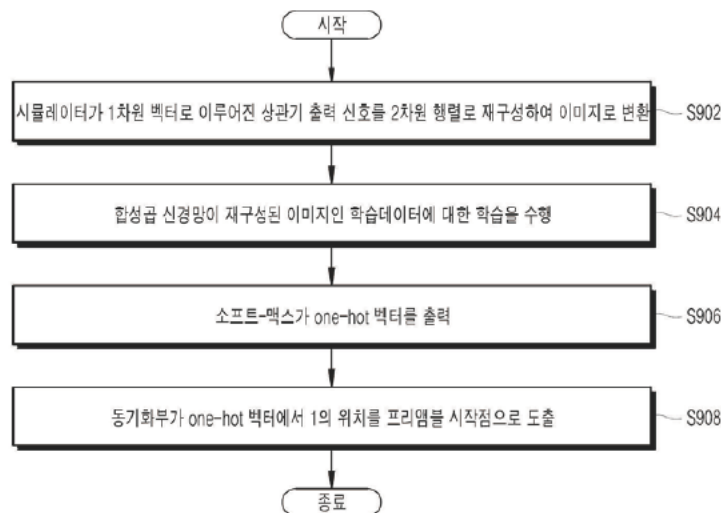 시작
시뮬레이터가 1차원 벡터로 이루어진 상관기 출력 신호를 2차원 행렬로 재구성하여 이미지로 변환
S902
합성곱 신경망이 재구성된 이미지인 학습데이터에 대한 학습을 수행
S904
소프트-맥스가 one-hot 벡터를 출력
S906
동기화부가 one-hot 벡터에서 1의 위치를 프리앰블 시작점으로 도출
S908
종료